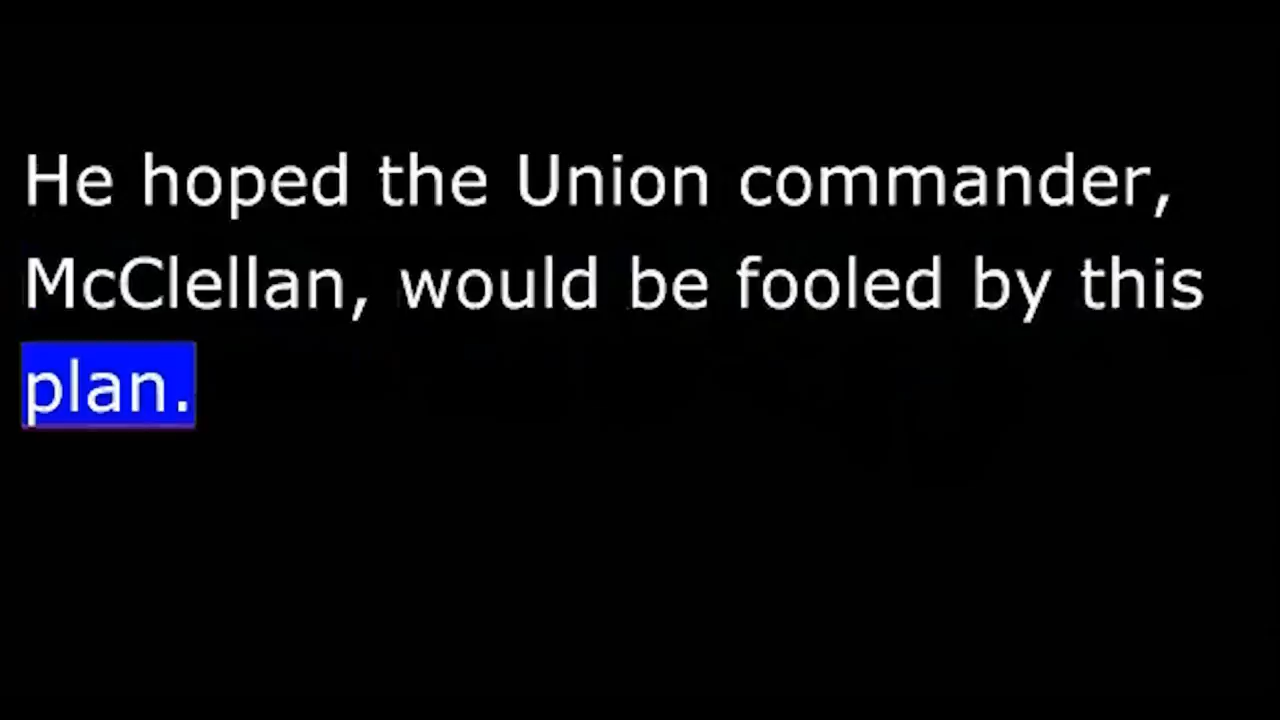 He hoped the Union commander,
McClellan, would be fooled by this
plan.